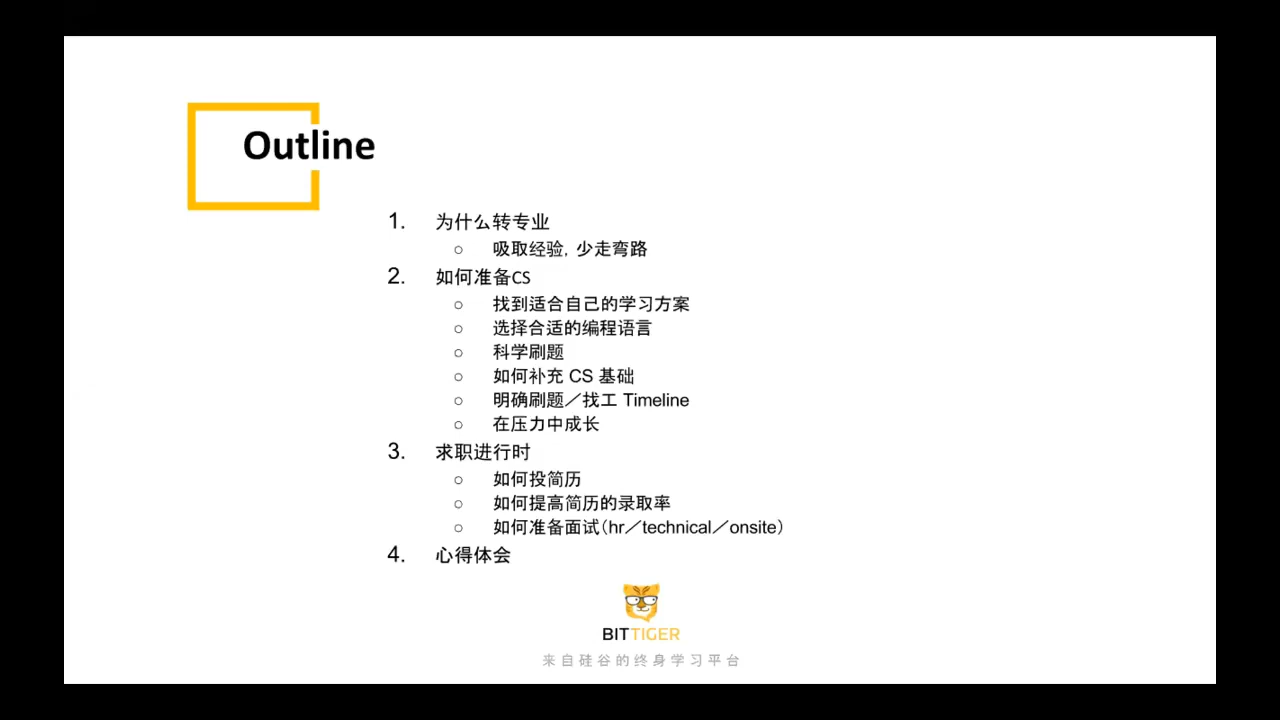 Outline
1. 为什么转专业
○ 吸取经验，少走弯路
2. 如何准备CS
○ 找到适合自己的学习方案
○ 选择合适的编程语言
○ 科学刷题
○ 如何补充 CS 基础
○ 明确刷题／找工 Timeline
○ 在压力中成长
3. 求职进行时
○ 如何投简历
○ 如何提高简历的录取率
○ 如何准备面试（hr／technical／onsite）
4. 心得体会
BITTIGER
来自硅谷的终身学习平台